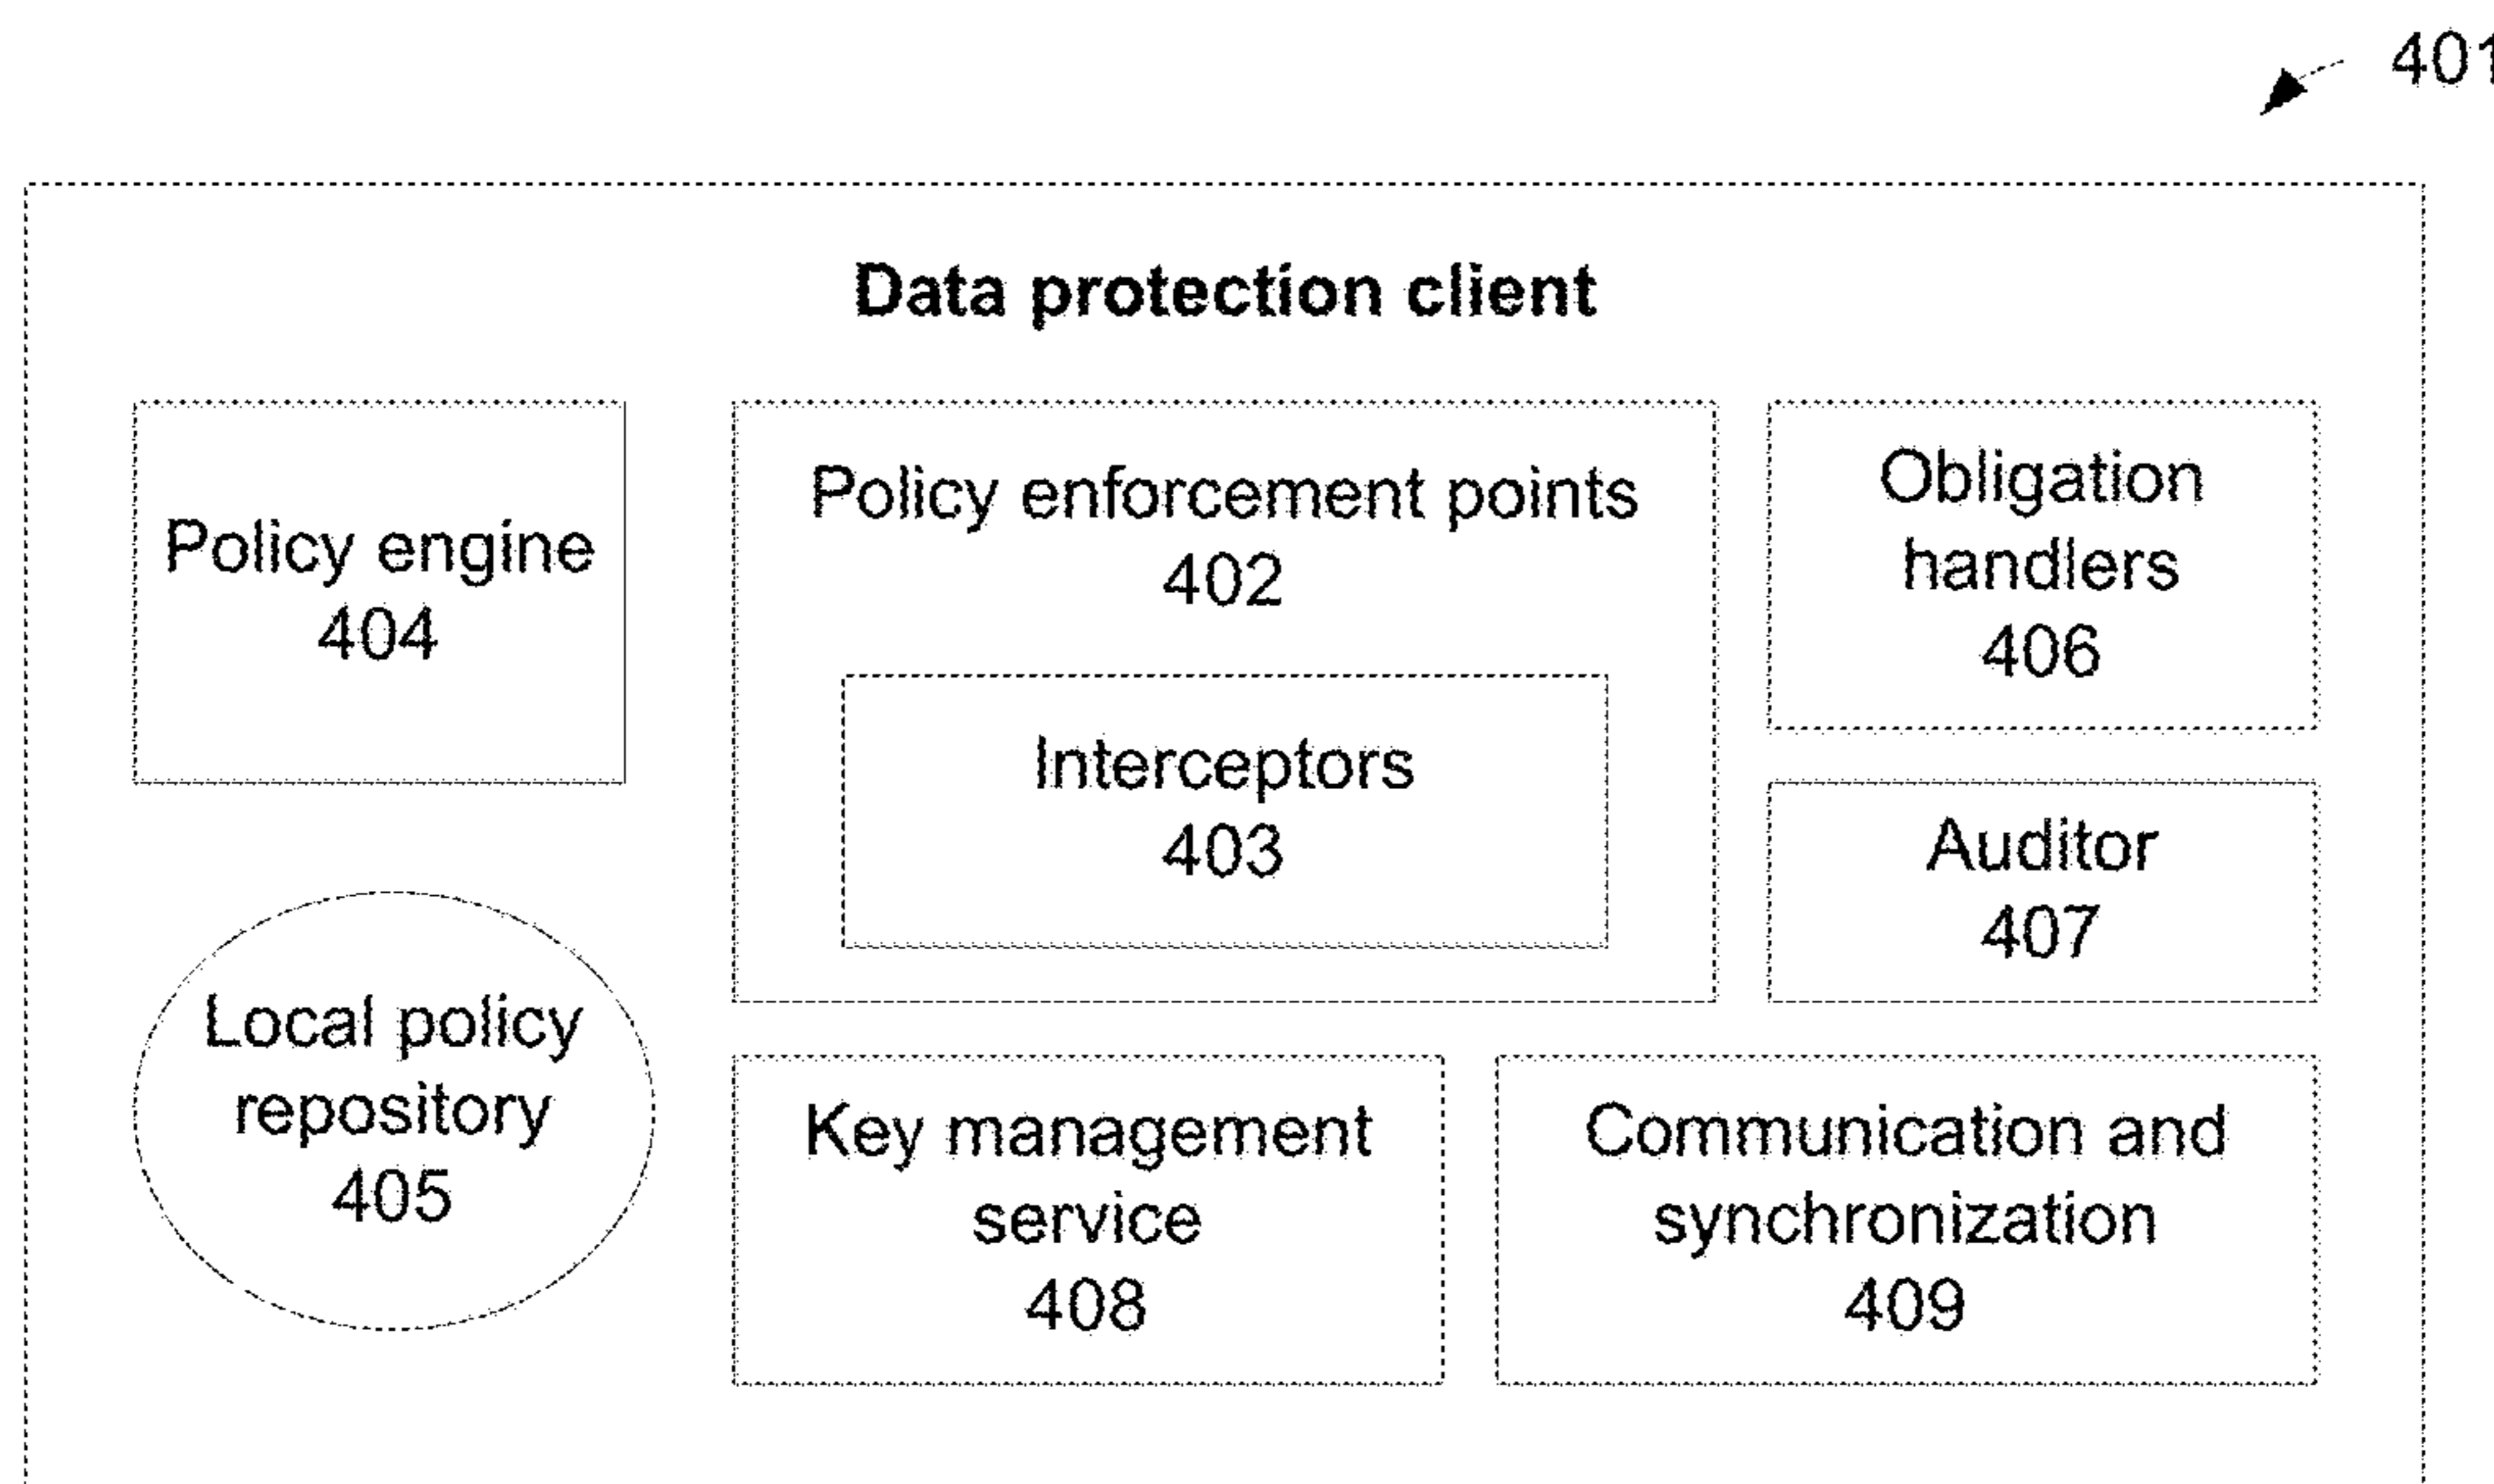 401
Data protection client
Policy engine
404
Policy enforcement points
402
Interceptors
403
Obligation
handlers
406
Auditor
407
Local policy
repository
405
Key management
service
408
Communication and
synchronization
409